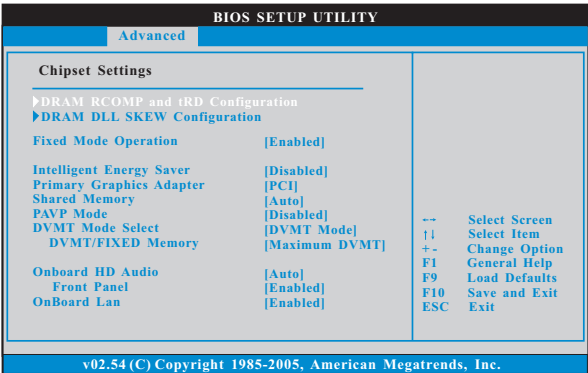 BIOS SETUP UTILITY
Advanced
Chipset Settings
DRAM RCOMP and tRD Configuration
DRAM DLL SKEW Configuration
Fixed Mode Operation [Enabled]
Intelligent Energy Saver [Disabled]
Primary Graphics Adapter [PCI]
Shared Memory [Auto]
PAVP Mode [Disabled]
DVMT Mode Select [DVMT Mode]
DVMT/FIXED Memory [Maximum DVMT]
Onboard HD Audio [Auto]
Front Panel [Enabled]
OnBoard Lan [Enabled]
←→ Select Screen
↑↓ Select Item
+- Change Option
F1 General Help
F9 Load Defaults
F10 Save and Exit
ESC Exit
v02.54 (C) Copyright 1985-2005, American Megatrends, Inc.